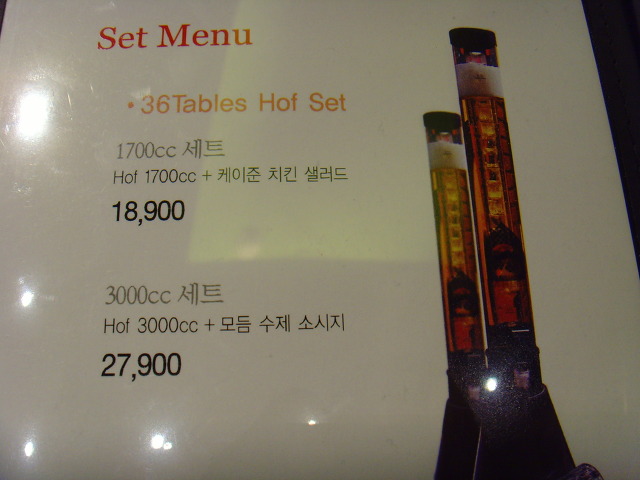 Set Menu
• 36Tables Hof Set
1700cc 세트
Hof 1700cc + 케이준 치킨 샐러드
18,900
3000cc 세트
Hof 3000cc + 모듬 수제 소시지
27,900